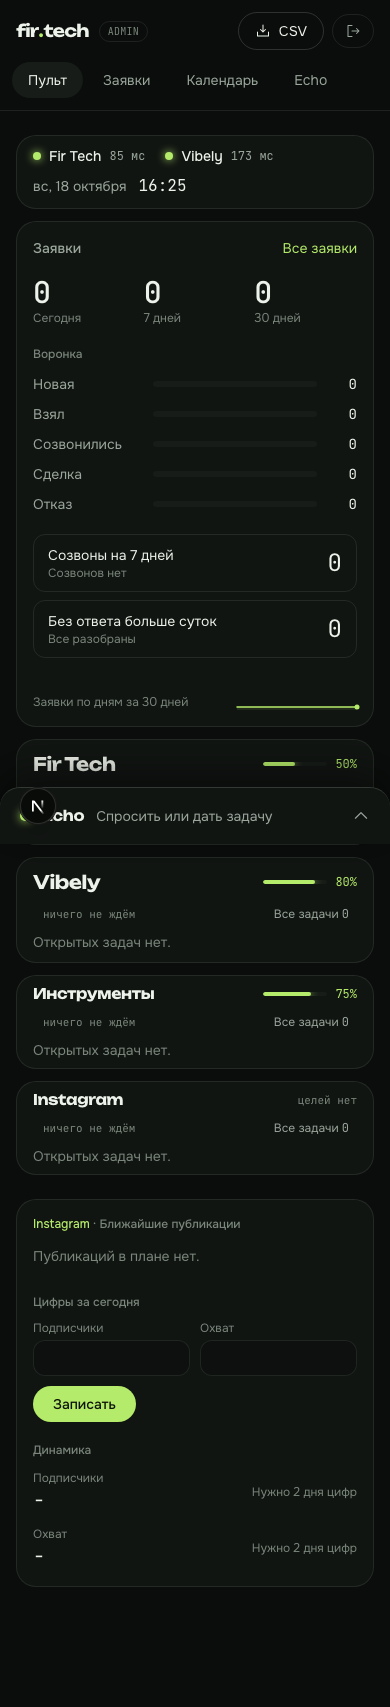 fir.tech ADMIN CSV
Пульт Заявки Календарь Echo
Fir Tech 85 мс Vibely 173 мс
вс, 18 октября 16:25
Заявки Все заявки
0 0 0
Сегодня 7 дней 30 дней
Воронка
Новая 0
Взял 0
Созвонились 0
Сделка 0
Отказ 0
Созвоны на 7 дней 0
Созвонов нет
Без ответа больше суток 0
Все разобраны
Заявки по дням за 30 дней
Fir Tech 50%
N cho Спросить или дать задачу
Vibely 80%
ничего не ждём Все задачи 0
Открытых задач нет.
Инструменты 75%
ничего не ждём Все задачи 0
Открытых задач нет.
Instagram целей нет
ничего не ждём Все задачи 0
Открытых задач нет.
Instagram · Ближайшие публикации
Публикаций в плане нет.
Цифры за сегодня
Подписчики Охват
Записать
Динамика
Подписчики
– Нужно 2 дня цифр
Охват
– Нужно 2 дня цифр